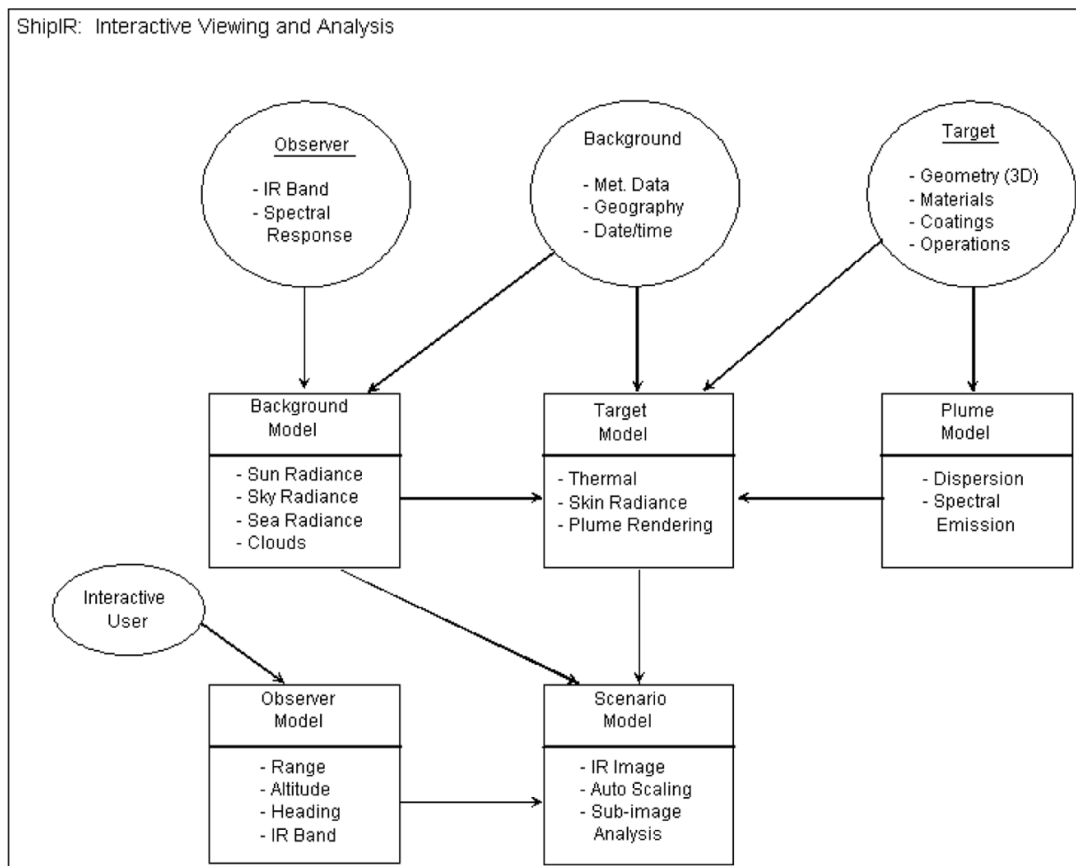 ShipIR: Interactive Viewing and Analysis
Observer
- IR Band
- Spectral
Response
Background
- Met. Data
- Geography
- Date/time
Target
- Geometry (3D)
- Materials
- Coatings
- Operations
Background
Model
- Sun Radiance
- Sky Radiance
- Sea Radiance
- Clouds
Target
Model
- Thermal
- Skin Radiance
- Plume Rendering
Plume
Model
- Dispersion
- Spectral
Emission
Interactive
User
Observer
Model
- Range
- Altitude
- Heading
- IR Band
Scenario
Model
- IR Image
- Auto Scaling
- Sub-image
Analysis